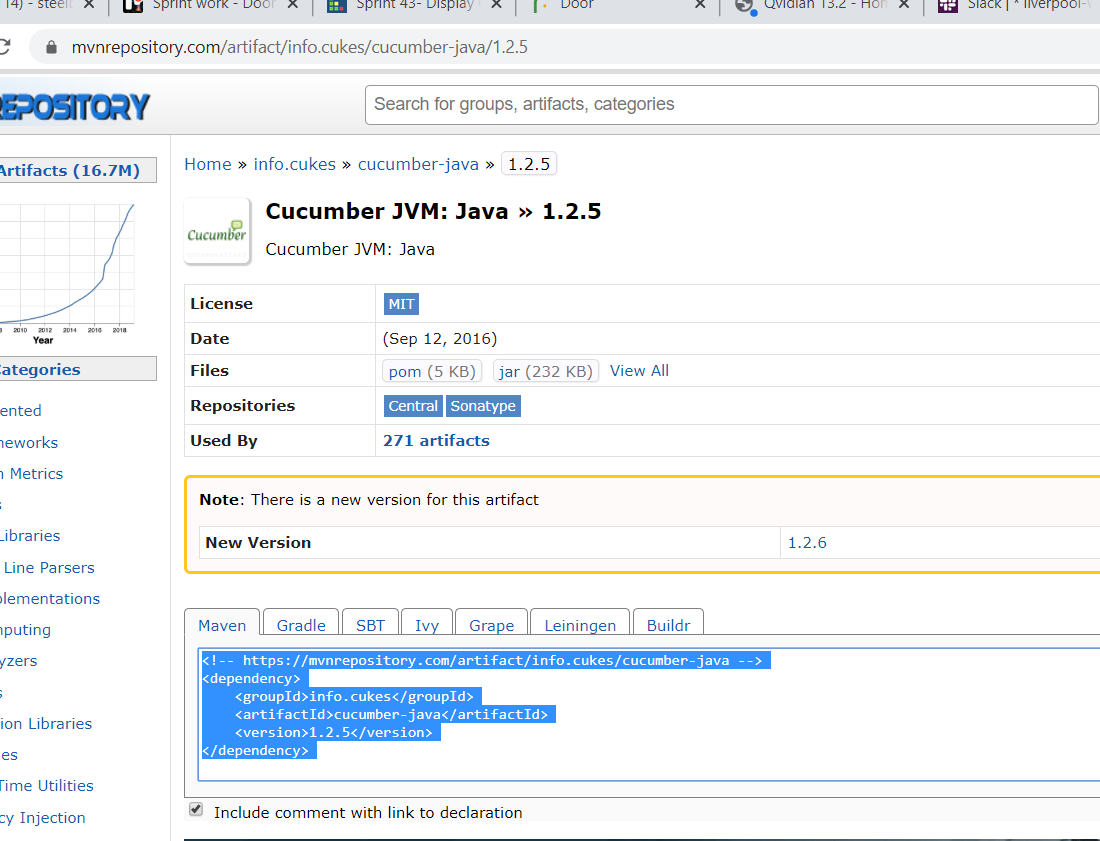 14) - steelt
Sprint work - Door
Sprint 43- Display
Door
Qvidian 13.2 - Hon
Slack | * liverpool-
mvnrepository.com/artifact/info.cukes/cucumber-java/1.2.5
REPOSITORY
Search for groups, artifacts, categories
Artifacts (16.7M)
2010 2012 2014 2016 2018
Year
Categories
ented
neworks
n Metrics
s
Libraries
Line Parsers
plementations
mputing
yzers
s
ion Libraries
es
Time Utilities
cy Injection
Home » info.cukes » cucumber-java » 1.2.5
Cucumber
Cucumber JVM: Java » 1.2.5
Cucumber JVM: Java
License MIT
Date (Sep 12, 2016)
Files pom (5 KB) jar (232 KB) View All
Repositories Central Sonatype
Used By 271 artifacts
Note: There is a new version for this artifact
New Version 1.2.6
Maven Gradle SBT Ivy Grape Leiningen Buildr
<!-- https://mvnrepository.com/artifact/info.cukes/cucumber-java -->
<dependency>
    <groupId>info.cukes</groupId>
    <artifactId>cucumber-java</artifactId>
    <version>1.2.5</version>
</dependency>
Include comment with link to declaration